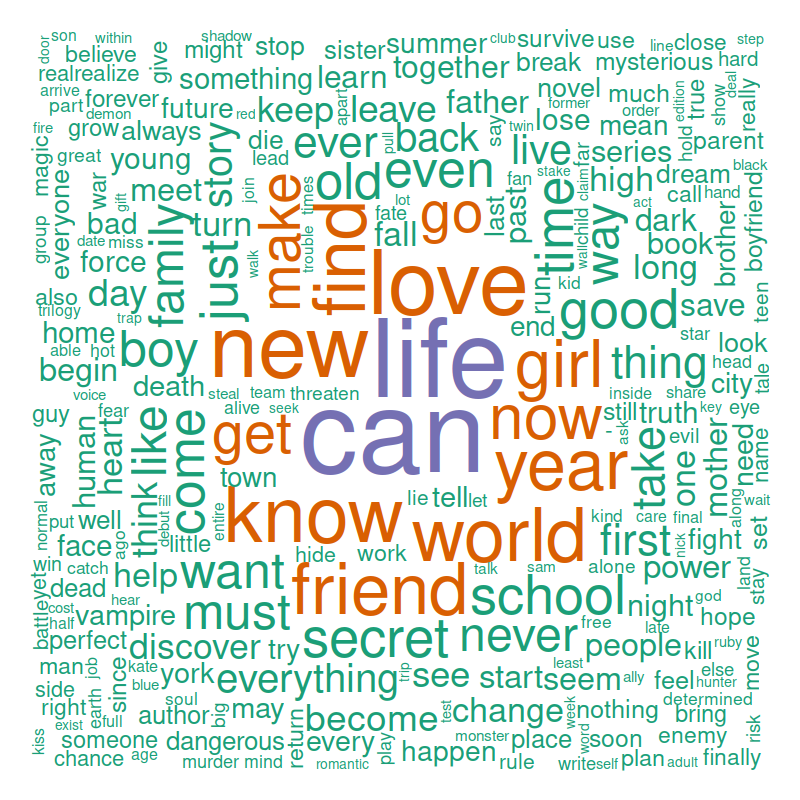 son within shadow club step
door believe might stop sister summer survive use line close
real realize give something learn together break mysterious hard
arrive demon red apart former edition deal show
part forever future keep leave father novel much true really
fire grow always die ever back say twin lose order mean hold parent
great young lead story pull fan stake live series far dream black
magic gift war meet join old even claim high call hand
group everyone date miss bad turn times lot fate fall last past time way act dark brother boyfriend
force just make find go wall child book
also day family walk trouble love run kid long save teen
trilogy trap home new life end good star
able hot boy girl thing look
begin death steal team threaten inside share city head tale
voice guy fear alive seek can now still truth key eye
away human heart like come get year - ask take one evil mother need name
town lie tell let
normal put well think fill debut little entire know world kind care final first nick fight along wait set
face ago hide work
win catch help want talk sam alone power land stay
dead friend school night god
battle yet cost hear must free late hope
half vampire secret never people kill ruby
perfect discover try
man job kate since york everything trip see start least seem ally feel else hunter move
side blue soul determined
right earth author big may become test change week nothing bring risk
exist full return
kiss someone dangerous every play happen monster place word soon enemy
chance age murder mind romantic rule write self plan adult finally